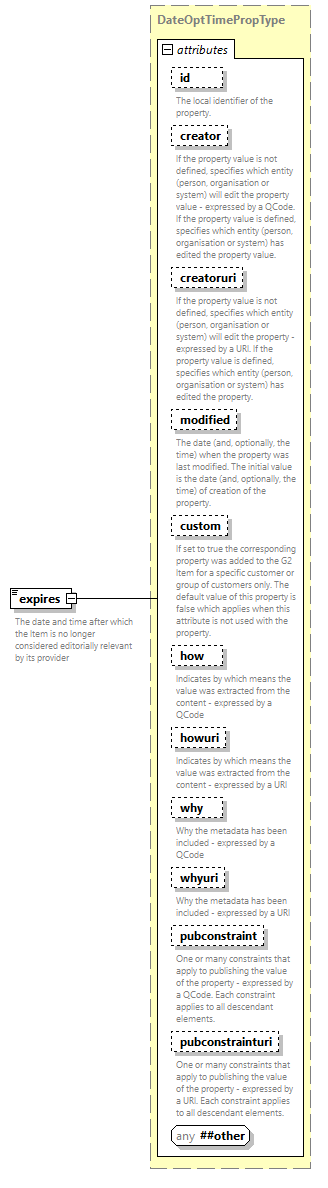 DateOptTimePropType
attributes
id
The local identifier of the
property.
creator
If the property value is not
defined, specifies which entity
(person, organisation or
system) will edit the property
value - expressed by a QCode.
If the property value is defined,
specifies which entity (person,
organisation or system) has
edited the property value.
creatoruri
If the property value is not
defined, specifies which entity
(person, organisation or
system) will edit the property -
expressed by a URI. If the
property value is defined,
specifies which entity (person,
organisation or system) has
edited the property.
modified
The date (and, optionally, the
time) when the property was
last modified. The initial value
is the date (and, optionally, the
time) of creation of the
property.
custom
If set to true the corresponding
property was added to the G2
Item for a specific customer or
group of customers only. The
default value of this property is
false which applies when this
attribute is not used with the
property.
expires
The date and time after which
the Item is no longer
considered editorially relevant
by its provider
how
Indicates by which means the
value was extracted from the
content - expressed by a
QCode
howuri
Indicates by which means the
value was extracted from the
content - expressed by a URI
why
Why the metadata has been
included - expressed by a
QCode
whyuri
Why the metadata has been
included - expressed by a URI
pubconstraint
One or many constraints that
apply to publishing the value
of the property - expressed by
a QCode. Each constraint
applies to all descendant
elements.
pubconstrainturi
One or many constraints that
apply to publishing the value
of the property - expressed by
a URI. Each constraint applies
to all descendant elements.
any ##other